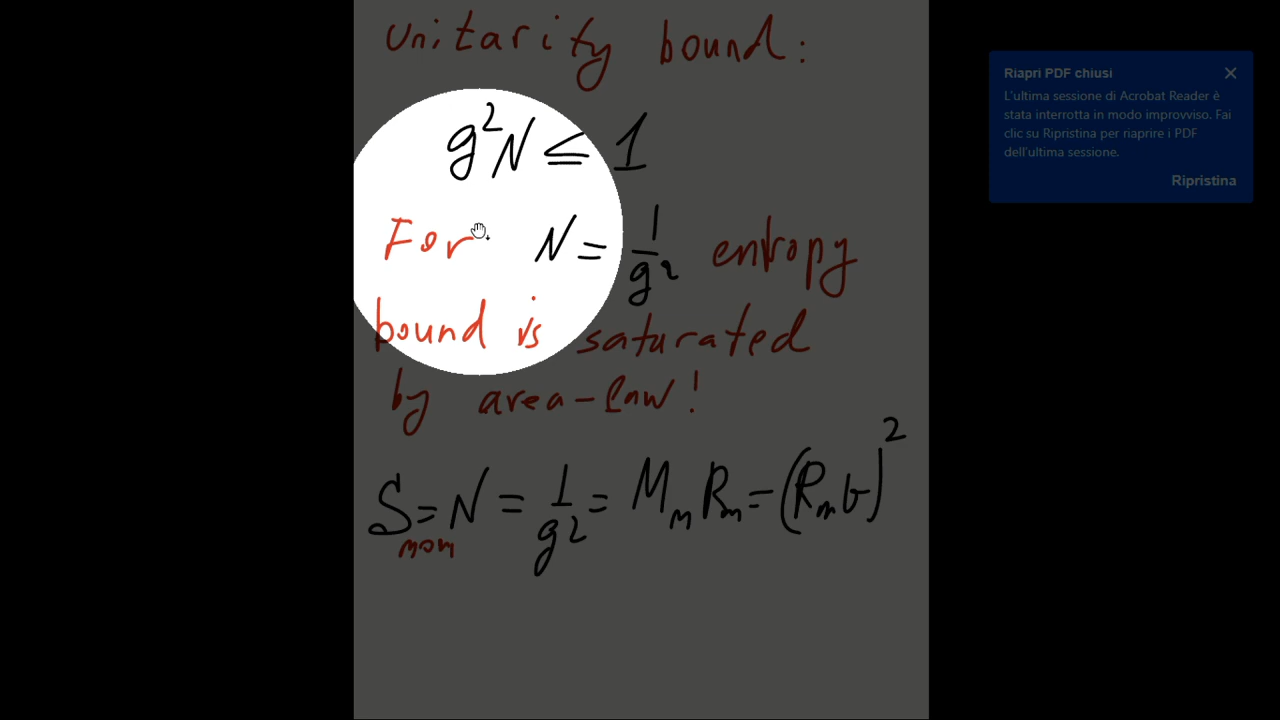 Unitarity bound:
g²N ≤ 1
For N = 1/g² entropy
bound is saturated
by area-law!
S_mon = N = 1/g² = M_m R_m = (R_m v)²
Riapri PDF chiusi
L'ultima sessione di Acrobat Reader è
stata interrotta in modo improvviso. Fai
clic su Ripristina per riaprire i PDF
dell'ultima sessione.
Ripristina